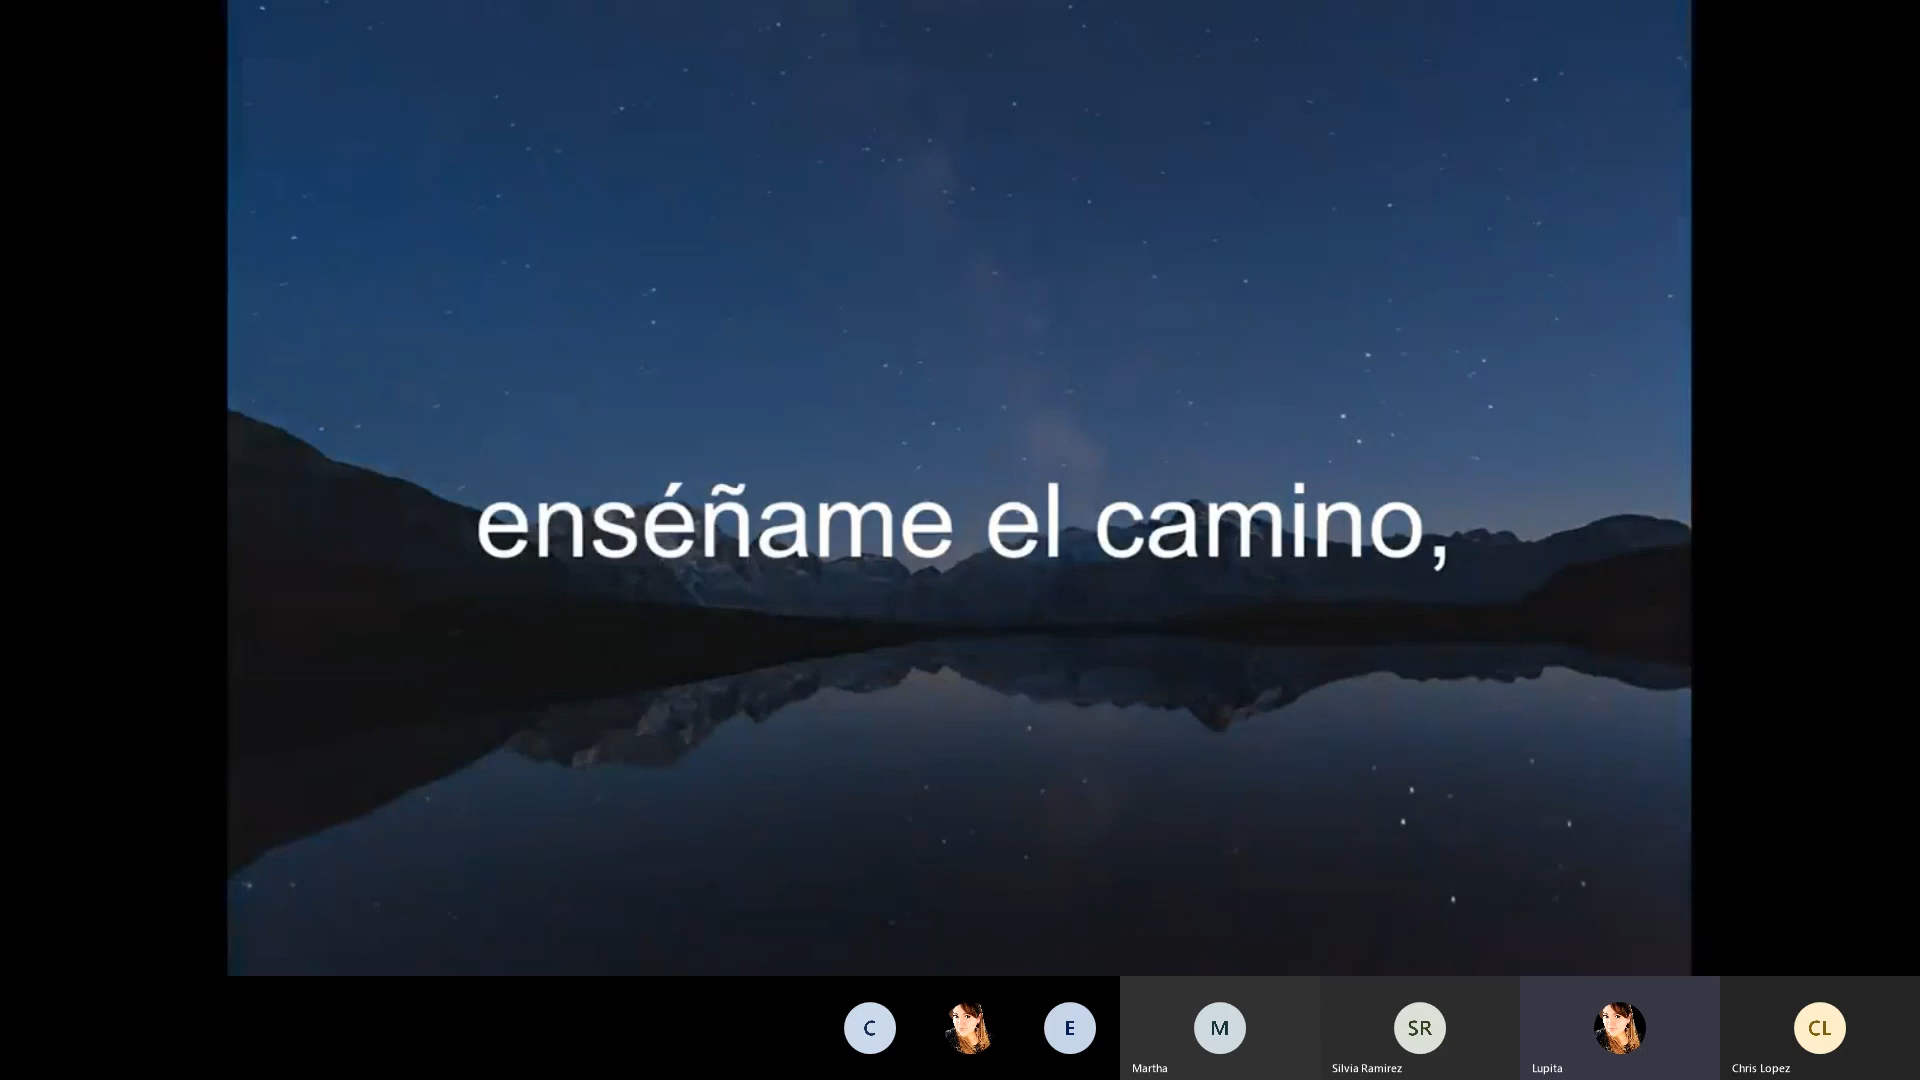 enséñame el camino,
C
E
M
SR
CL
Martha
Silvia Ramirez
Lupita
Chris Lopez